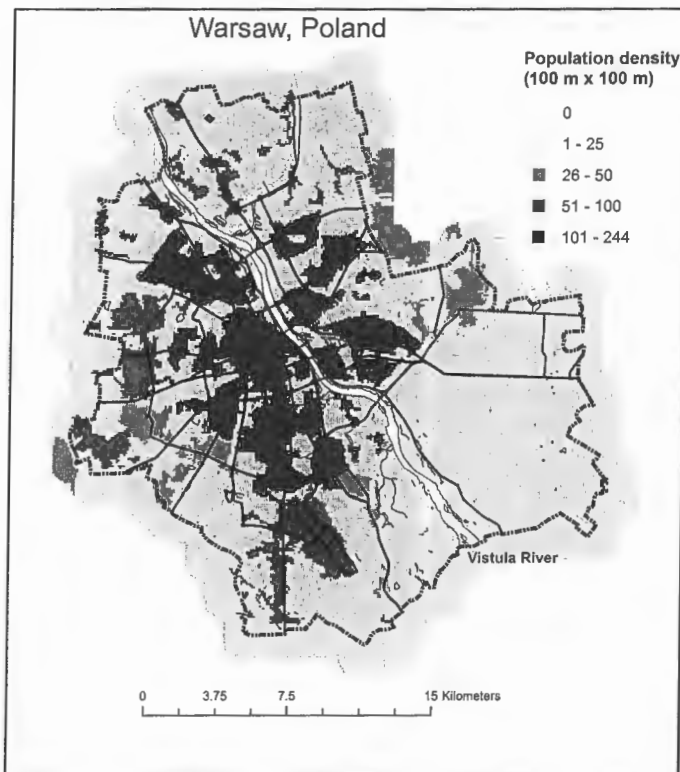 Warsaw, Poland
Population density
(100 m x 100 m)
0
1 - 25
26 - 50
51 - 100
101 - 244
Vistula River
0 3.75 7.5 15 Kilometers